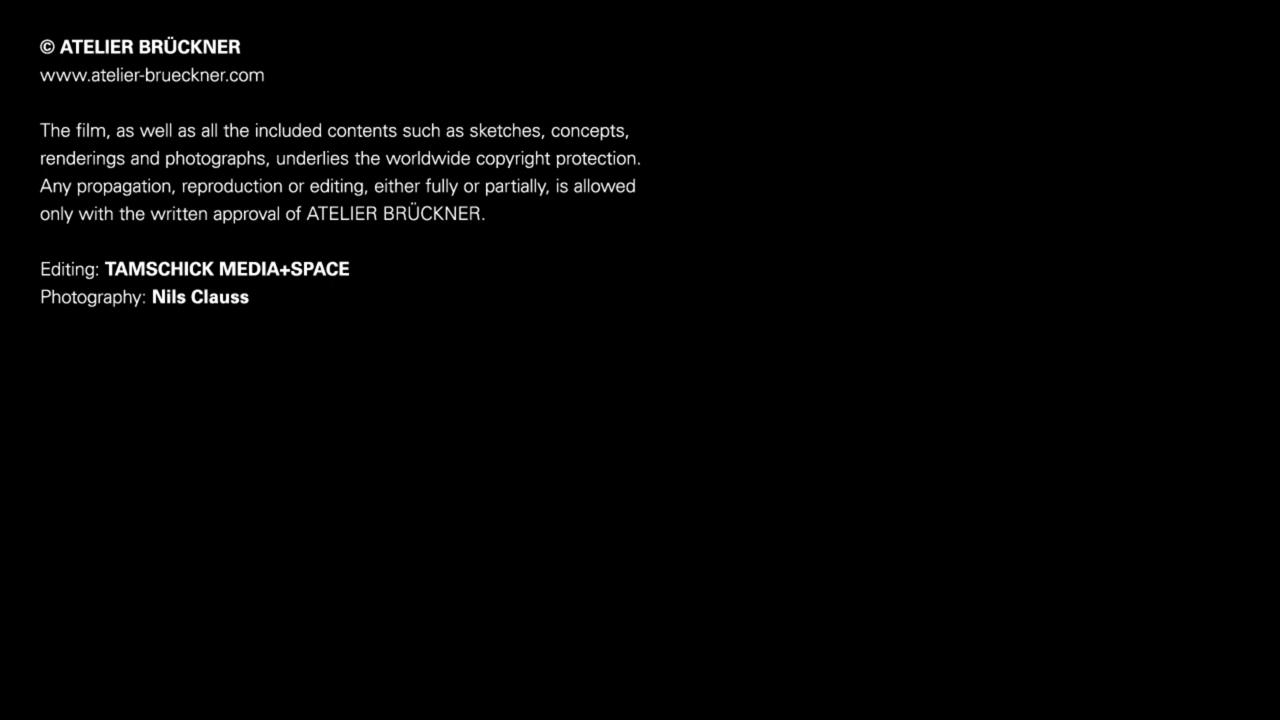 © ATELIER BRÜCKNER
www.atelier-brueckner.com
The film, as well as all the included contents such as sketches, concepts,
renderings and photographs, underlies the worldwide copyright protection.
Any propagation, reproduction or editing, either fully or partially, is allowed
only with the written approval of ATELIER BRÜCKNER.
Editing: TAMSCHICK MEDIA+SPACE
Photography: Nils Clauss